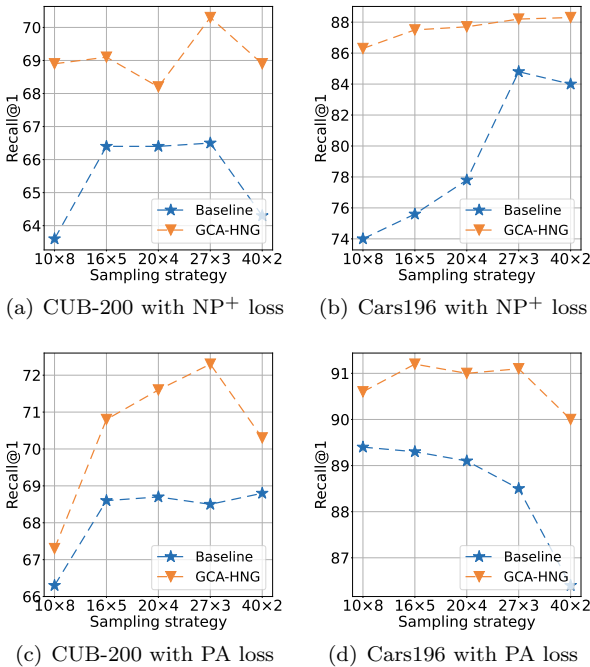 70
69
68
67
66
65
64
Recall@1
Baseline
GCA-HNG
10×8 16×5 20×4 27×3 40×2
Sampling strategy
(a) CUB-200 with NP+ loss
88
86
84
82
80
78
76
74
Recall@1
Baseline
GCA-HNG
10×8 16×5 20×4 27×3 40×2
Sampling strategy
(b) Cars196 with NP+ loss
72
71
70
69
68
67
66
Recall@1
Baseline
GCA-HNG
10×8 16×5 20×4 27×3 40×2
Sampling strategy
(c) CUB-200 with PA loss
91
90
89
88
87
Recall@1
Baseline
GCA-HNG
10×8 16×5 20×4 27×3 40×2
Sampling strategy
(d) Cars196 with PA loss